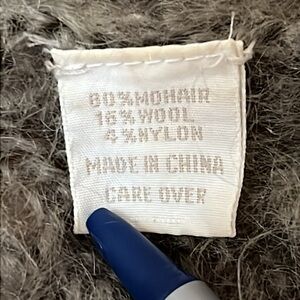 80%MOHAIR
16%WOOL
4%NYLON
MADE IN CHINA
CARE OVER